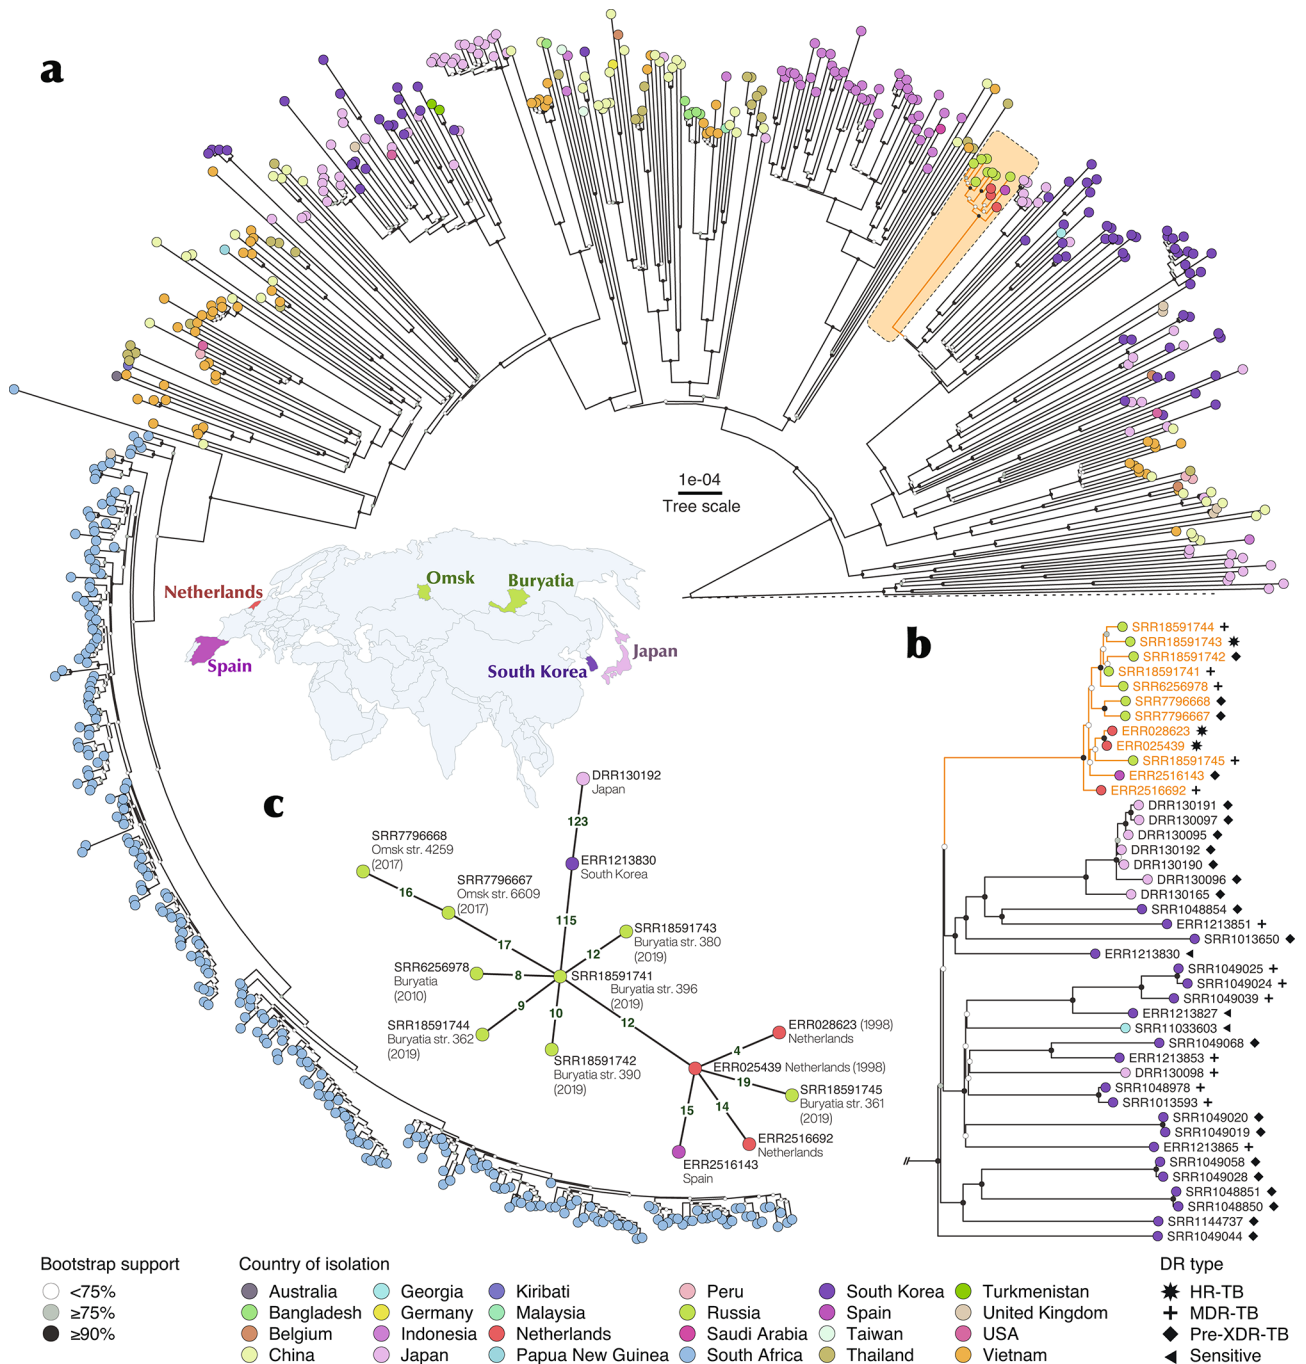 a
1e-04
Tree scale
Netherlands
Omsk
Buryatia
Spain
South Korea
Japan
b
SRR18591744
SRR18591743
SRR18591742
SRR18591741
SRR6256978
SRR7796668
SRR7796667
ERR028623
ERR025439
SRR18591745
ERR2516143
ERR2516692
DRR130191
DRR130097
DRR130095
DRR130192
DRR130190
DRR130096
DRR130165
SRR1048854
ERR1213851
SRR1013650
ERR1213830
SRR1049025
SRR1049024
SRR1049039
ERR1213827
SRR11033603
SRR1049068
ERR1213853
DRR130098
SRR1048978
SRR1013593
SRR1049020
SRR1049019
ERR1213865
SRR1049058
SRR1049028
SRR1048851
SRR1048850
SRR1144737
SRR1049044
c
DRR130192
Japan
123
ERR1213830
South Korea
115
SRR7796668
Omsk str. 4259
(2017)
16
SRR7796667
Omsk str. 6609
(2017)
17
SRR18591743
Buryatia str. 380
(2019)
12
SRR6256978
Buryatia
(2010)
8
SRR18591741
Buryatia str. 396
(2019)
9
SRR18591744
Buryatia str. 362
(2019)
10
SRR18591742
Buryatia str. 390
(2019)
12
ERR028623 (1998)
Netherlands
4
ERR025439 Netherlands (1998)
19
SRR18591745
Buryatia str. 361
(2019)
15
14
ERR2516692
Netherlands
ERR2516143
Spain
Bootstrap support
<75%
≥75%
≥90%
Country of isolation
Australia
Bangladesh
Belgium
China
Georgia
Germany
Indonesia
Japan
Kiribati
Malaysia
Netherlands
Papua New Guinea
Peru
Russia
Saudi Arabia
South Africa
South Korea
Spain
Taiwan
Thailand
Turkmenistan
United Kingdom
USA
Vietnam
DR type
HR-TB
MDR-TB
Pre-XDR-TB
Sensitive